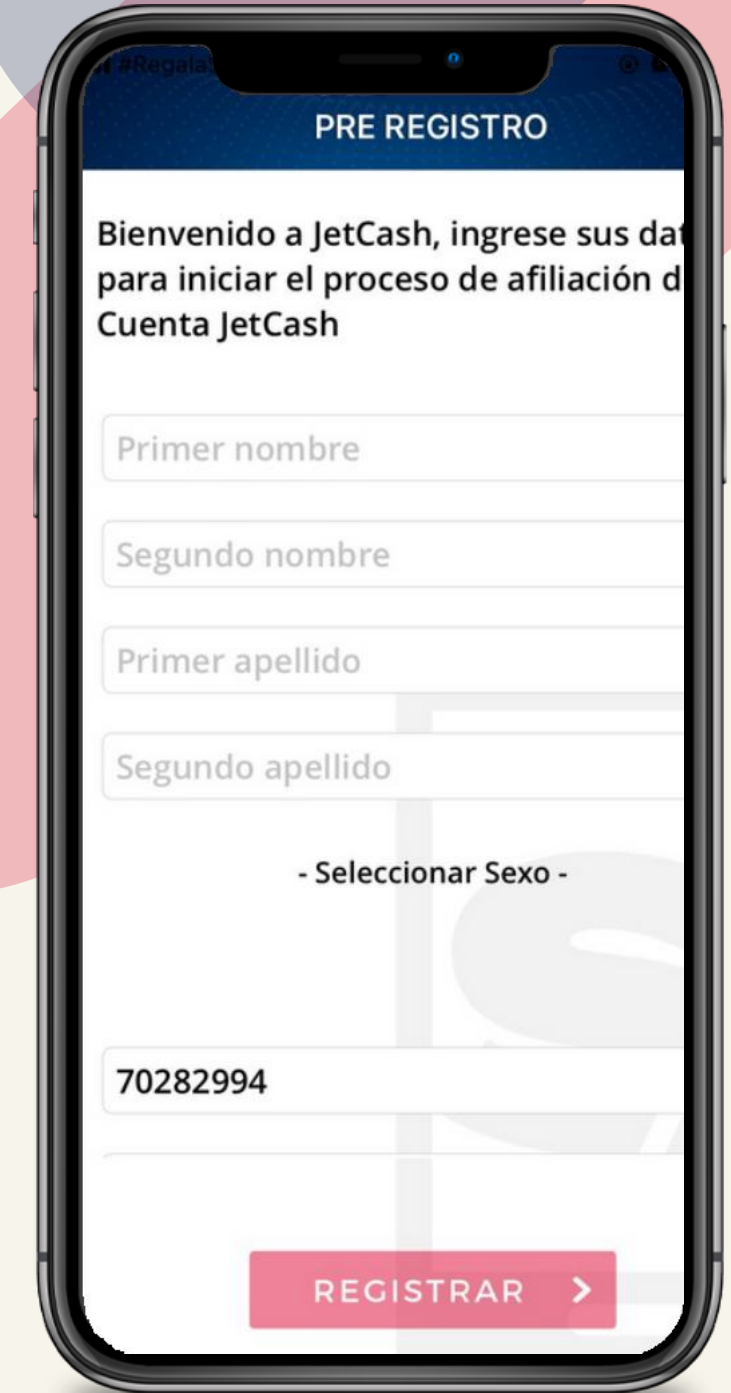 #Regala
PRE REGISTRO
Bienvenido a JetCash, ingrese sus dat
para iniciar el proceso de afiliación d
Cuenta JetCash
Primer nombre
Segundo nombre
Primer apellido
Segundo apellido
- Seleccionar Sexo -
70282994
REGISTRAR >